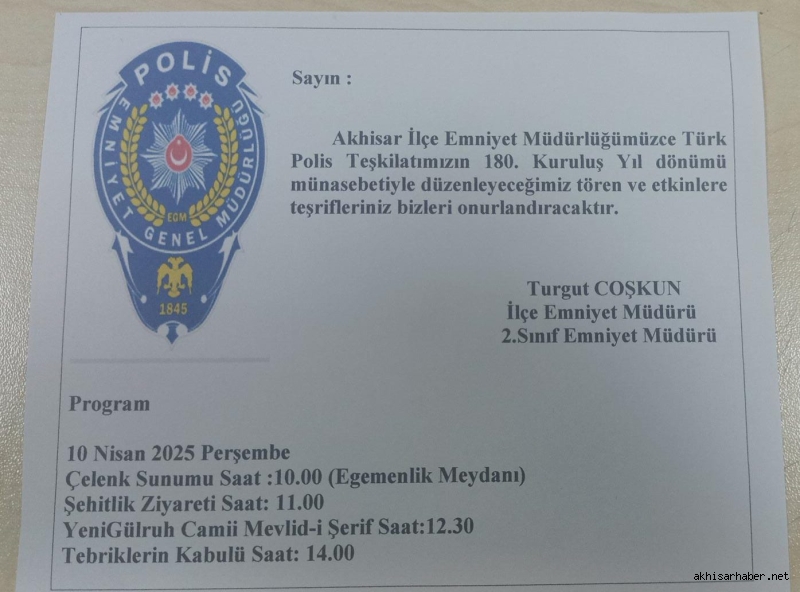 POLİS
EMNİYET GENEL MÜDÜRLÜĞÜ
EGM
1845
Sayın :
Akhisar İlçe Emniyet Müdürlüğümüzce Türk
Polis Teşkilatımızın 180. Kuruluş Yıl dönümü
münasebetiyle düzenleyeceğimiz tören ve etkinlere
teşrifleriniz bizleri onurlandıracaktır.
Turgut COŞKUN
İlçe Emniyet Müdürü
2.Sınıf Emniyet Müdürü
Program
10 Nisan 2025 Perşembe
Çelenk Sunumu Saat :10.00 (Egemenlik Meydanı)
Şehitlik Ziyareti Saat: 11.00
YeniGülruh Camii Mevlid-i Şerif Saat:12.30
Tebriklerin Kabulü Saat: 14.00
akhisarhaber.net